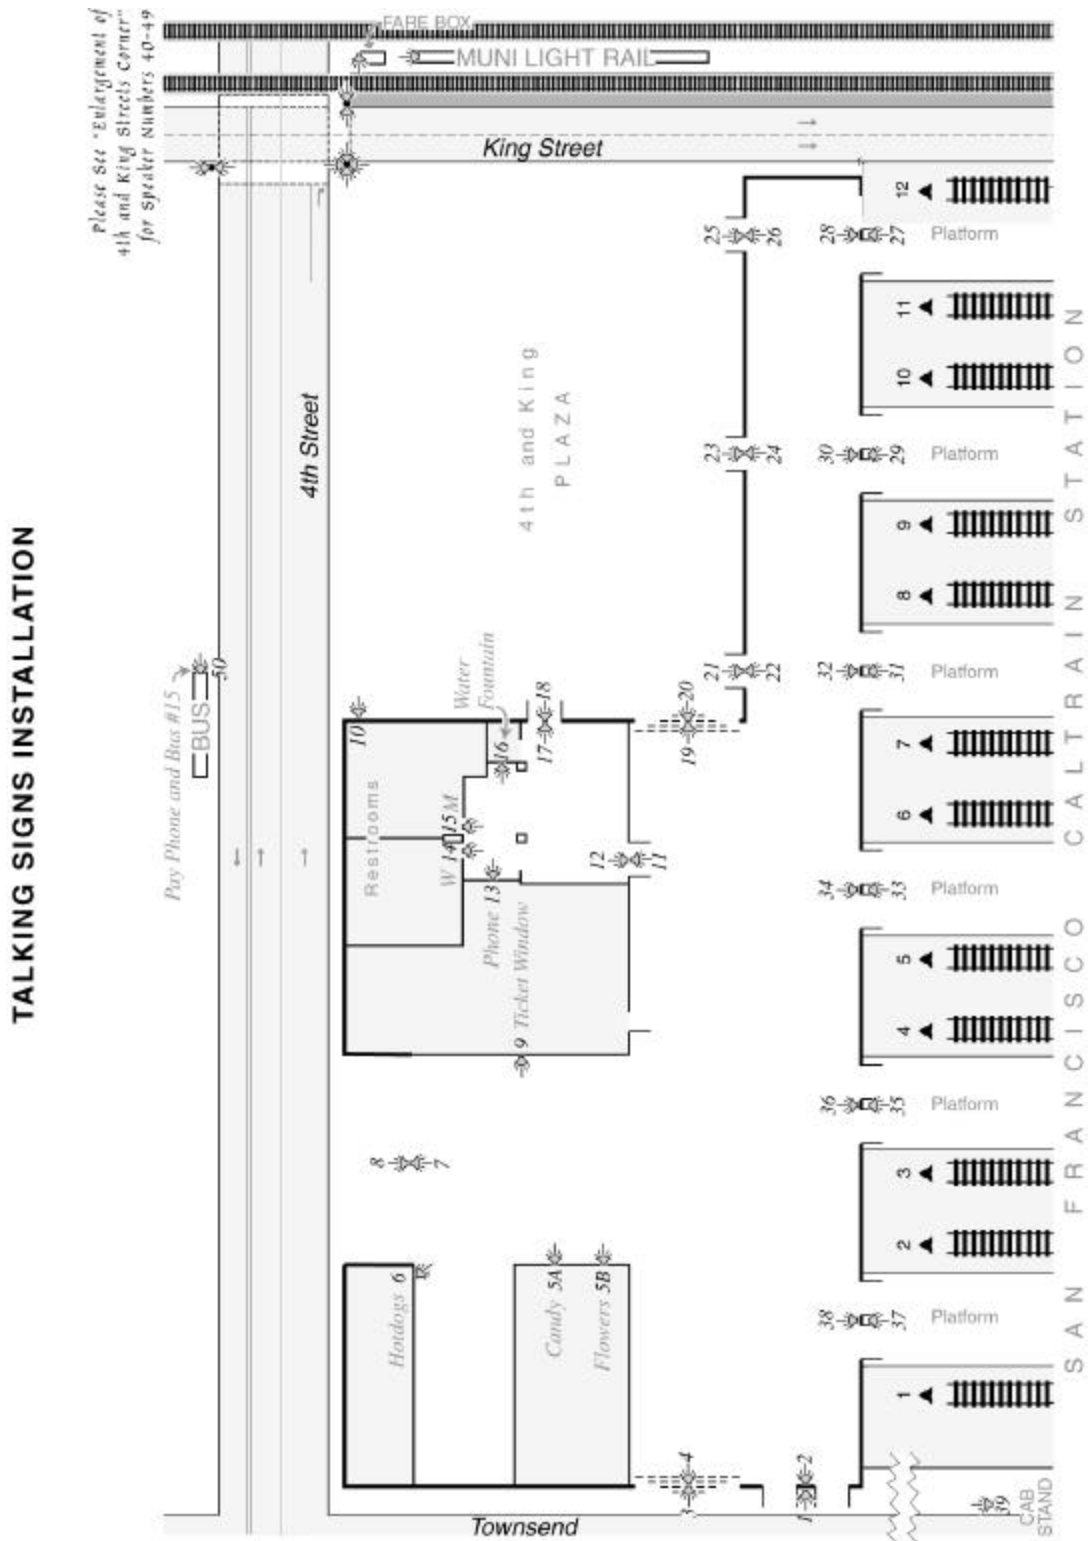 TALKING SIGNS INSTALLATION
Please See "Enlargement of
4th and King Streets Corner"
for Speaker Numbers 40-49
FARE BOX
MUNI LIGHT RAIL
King Street
4th Street
Pay Phone and Bus #15
BUS
50
4th and King
PLAZA
25
26
28
27
Platform
12
11
10
23
24
30
29
Platform
9
8
21
22
32
31
Platform
7
6
34
33
Platform
5
4
36
35
Platform
3
2
38
37
Platform
1
10
Restrooms
Water
Fountain
16
17
18
19
20
W 14
15 M
Phone 13
12
11
9 Ticket Window
8
7
Hotdogs 6
Candy 5A
Flowers 5B
3
4
1
2
39
CAB
STAND
Townsend
SAN FRANCISCO CALTRAIN STATION